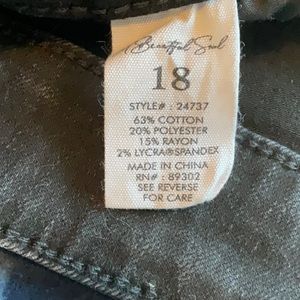 Beautiful Soul
18
STYLE# : 24737
63% COTTON
20% POLYESTER
15% RAYON
2% LYCRA®SPANDEX
MADE IN CHINA
RN# : 89302
SEE REVERSE
FOR CARE